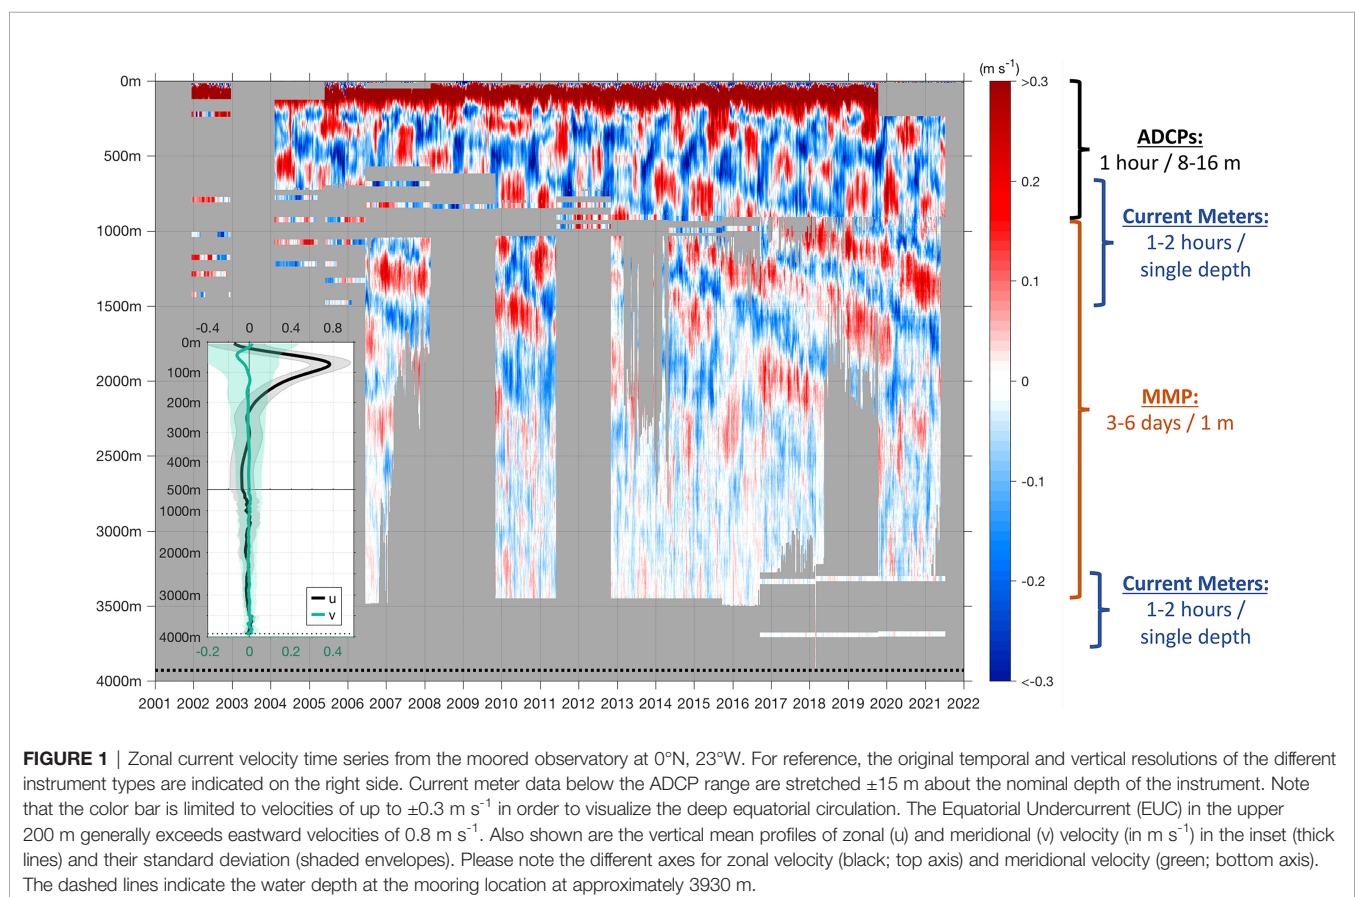 (m s⁻¹)
0m
500m
1000m
1500m
2000m
2500m
3000m
3500m
4000m
2001 2002 2003 2004 2005 2006 2007 2008 2009 2010 2011 2012 2013 2014 2015 2016 2017 2018 2019 2020 2021 2022
-0.4 0 0.4 0.8
0m
100m
200m
300m
400m
500m
1000m
2000m
3000m
4000m
u
v
-0.2 0 0.2 0.4
>0.3
0.2
0.1
0
-0.1
-0.2
<-0.3
ADCPs:
1 hour / 8-16 m
Current Meters:
1-2 hours /
single depth
MMP:
3-6 days / 1 m
Current Meters:
1-2 hours /
single depth
FIGURE 1 | Zonal current velocity time series from the moored observatory at 0°N, 23°W. For reference, the original temporal and vertical resolutions of the different
instrument types are indicated on the right side. Current meter data below the ADCP range are stretched ±15 m about the nominal depth of the instrument. Note
that the color bar is limited to velocities of up to ±0.3 m s⁻¹ in order to visualize the deep equatorial circulation. The Equatorial Undercurrent (EUC) in the upper
200 m generally exceeds eastward velocities of 0.8 m s⁻¹. Also shown are the vertical mean profiles of zonal (u) and meridional (v) velocity (in m s⁻¹) in the inset (thick
lines) and their standard deviation (shaded envelopes). Please note the different axes for zonal velocity (black; top axis) and meridional velocity (green; bottom axis).
The dashed lines indicate the water depth at the mooring location at approximately 3930 m.